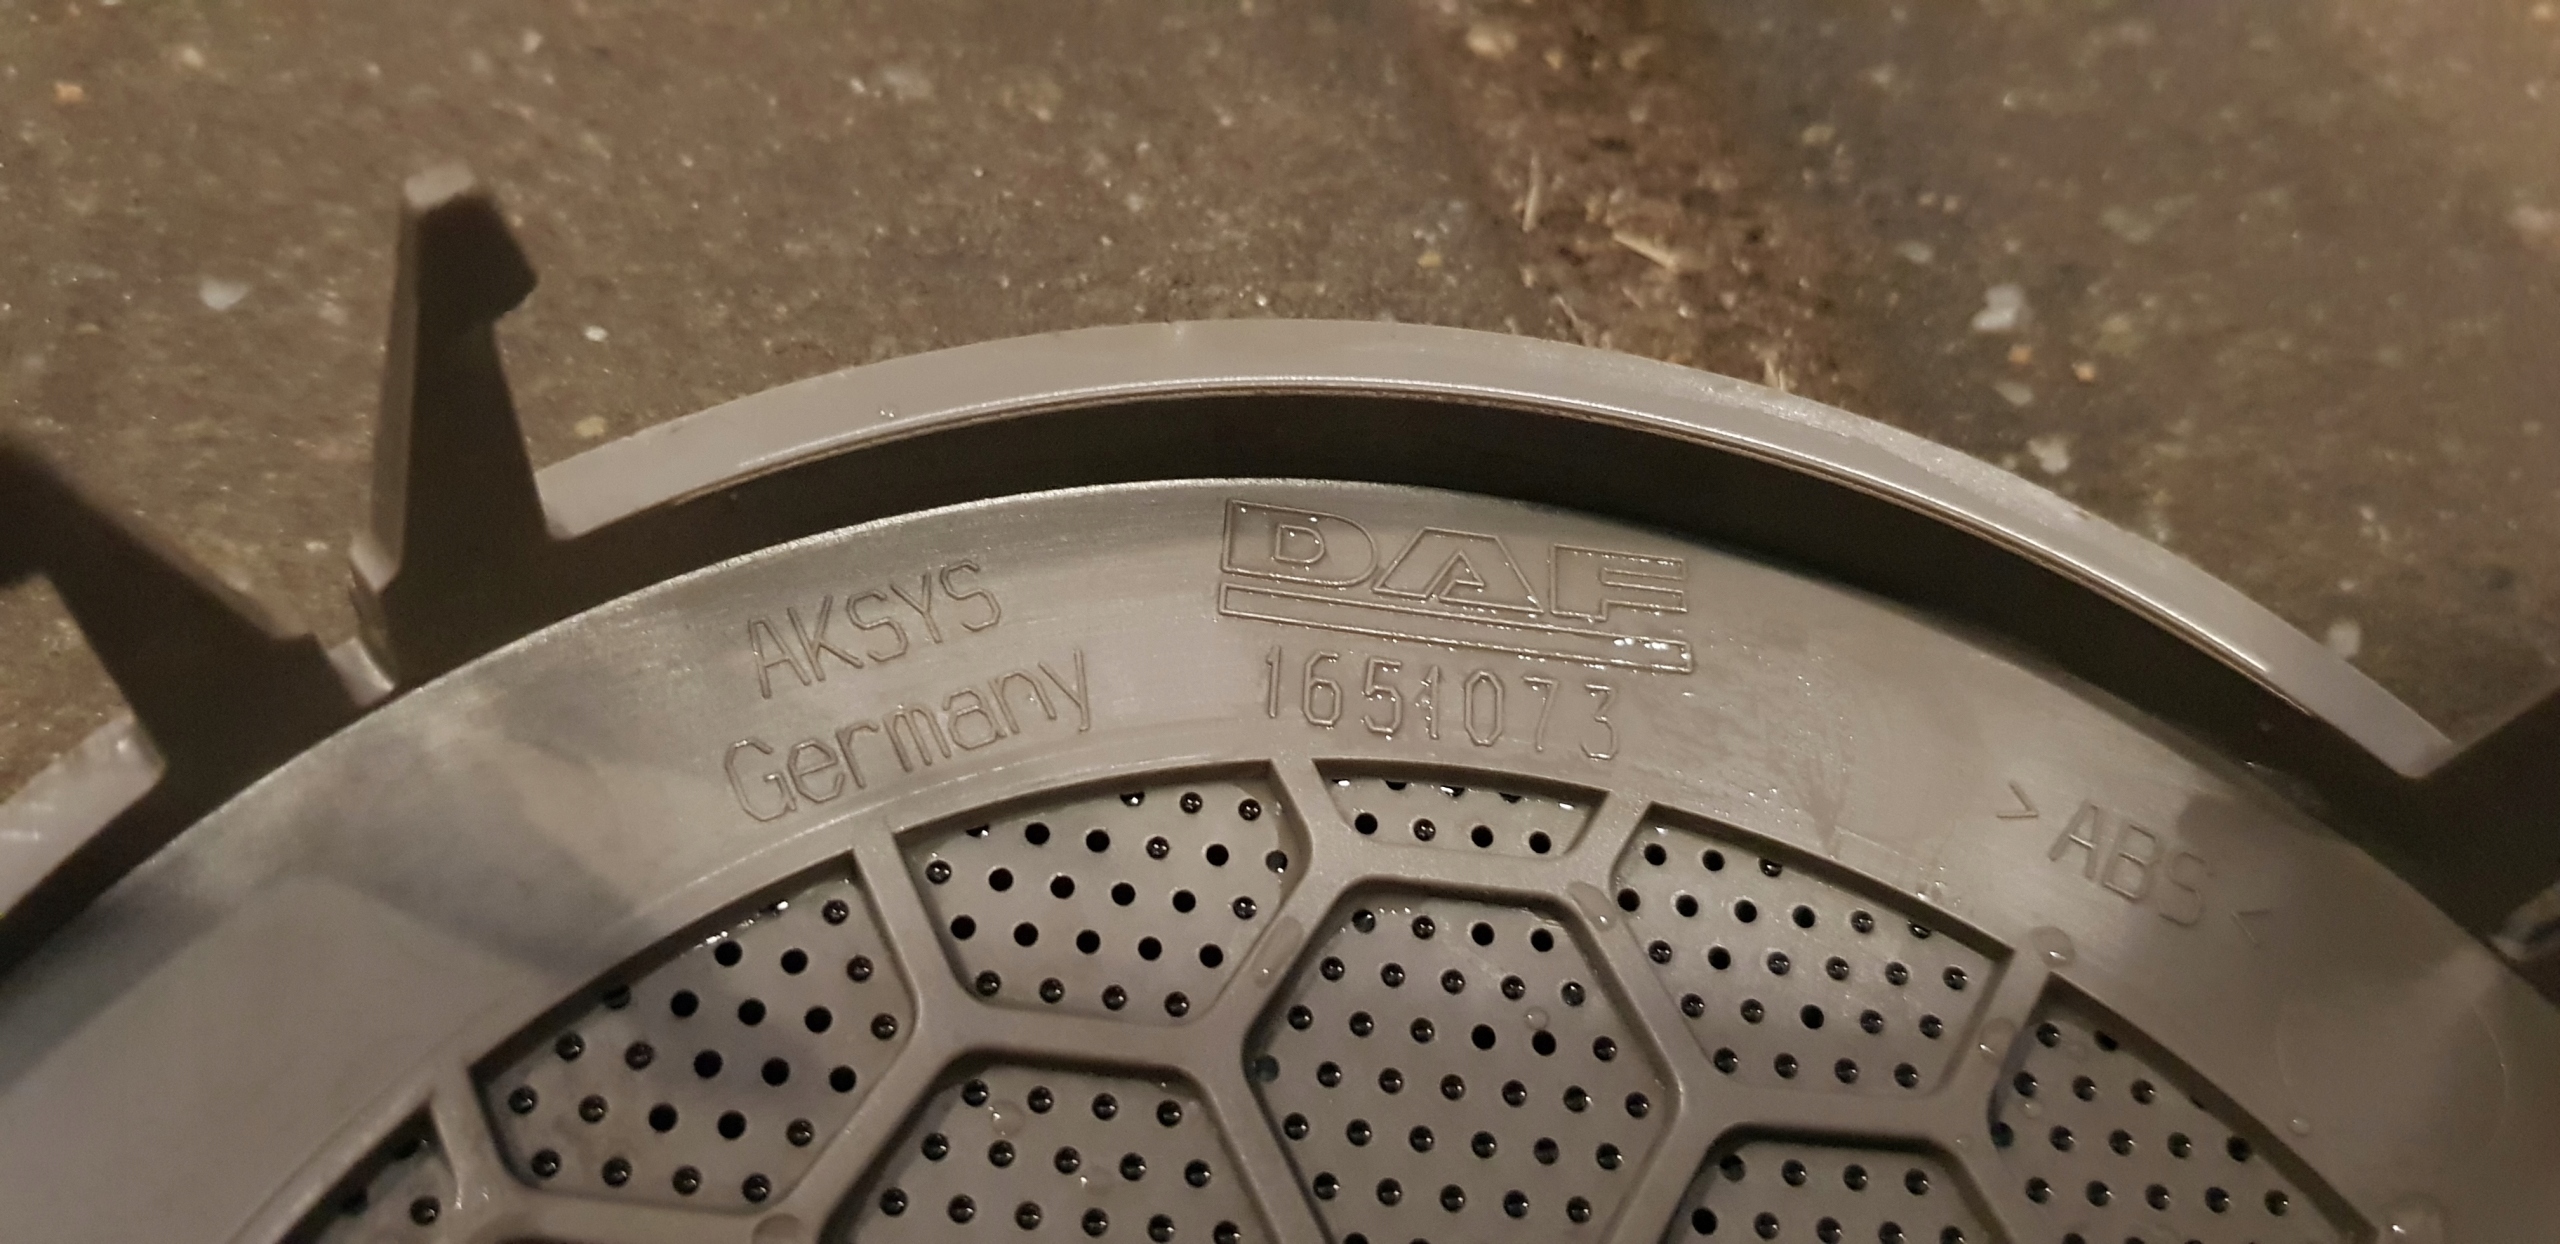 AKSYS
Germany
DAF
1651073
>ABS<